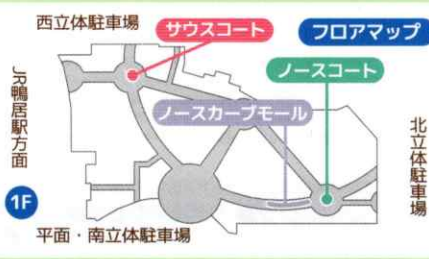 西立体駐車場
サウスコート
フロアマップ
ノースコート
JR鴨居駅方面
ノースカーブモール
北立体駐車場
1F
平面・南立体駐車場